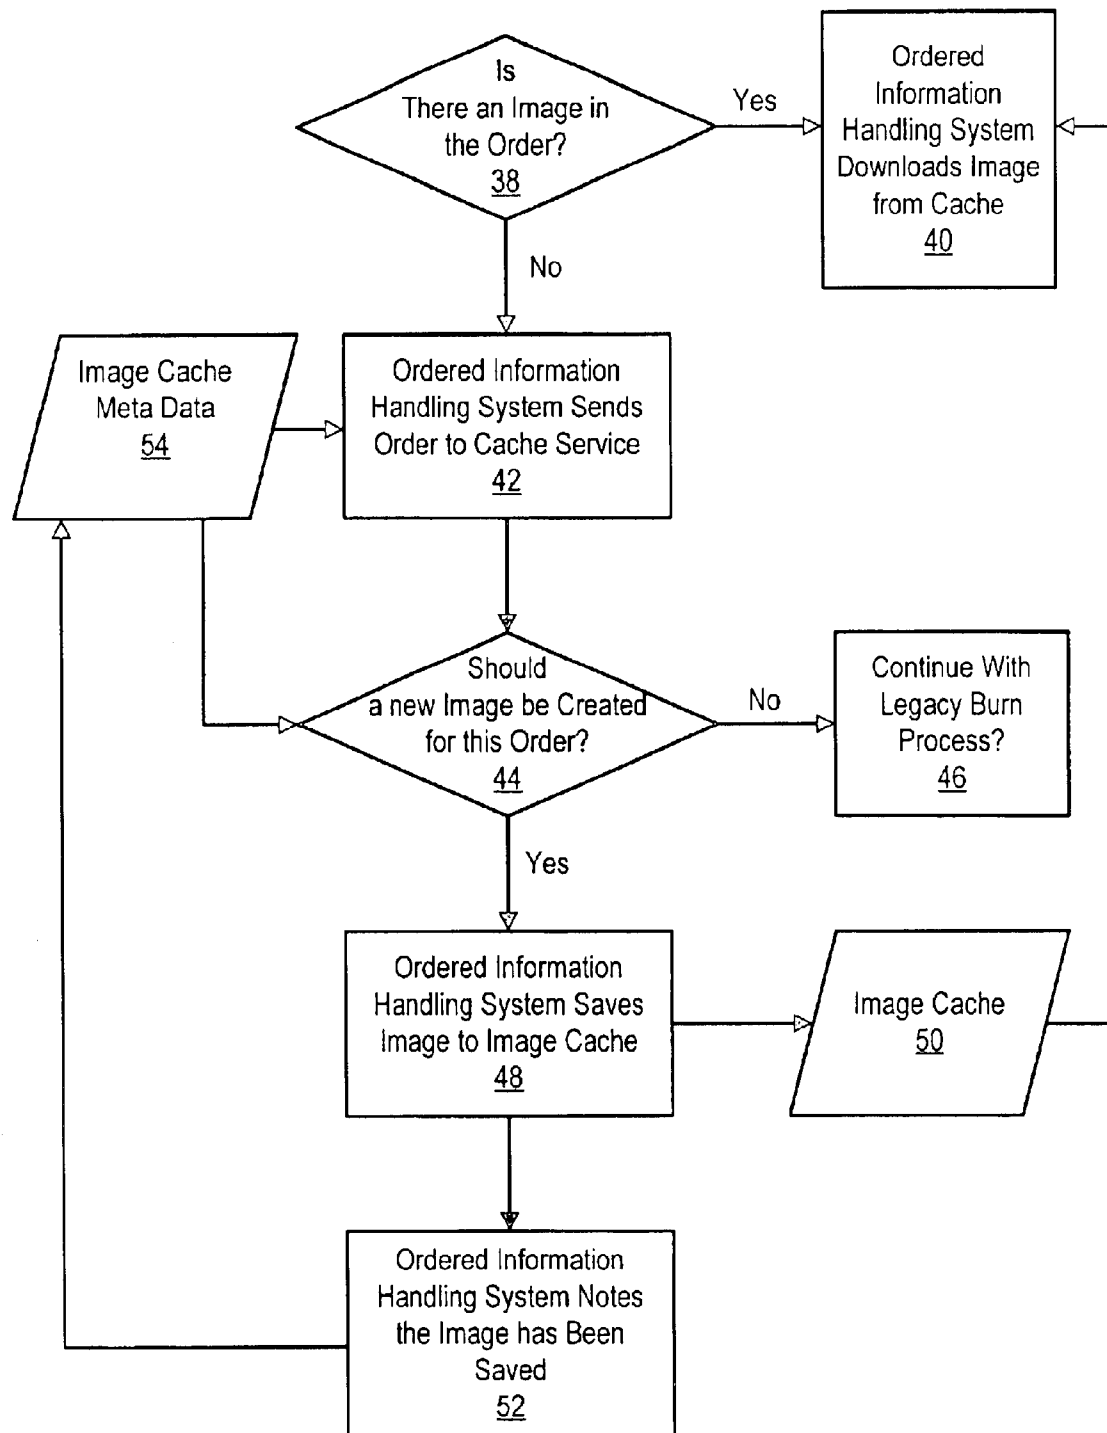 Is
There an Image in
the Order?
38
Yes
Ordered
Information
Handling System
Downloads Image
from Cache
40
No
Image Cache
Meta Data
54
Ordered Information
Handling System Sends
Order to Cache Service
42
Should
a new Image be Created
for this Order?
44
No
Continue With
Legacy Burn
Process?
46
Yes
Ordered Information
Handling System Saves
Image to Image Cache
48
Image Cache
50
Ordered Information
Handling System Notes
the Image has Been
Saved
52